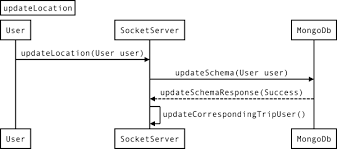 updateLocation
User
SocketServer
MongoDb
updateLocation(User user)
updateSchema(User user)
updateSchemaResponse(Success)
updateCorrespondingTripUser()
User
SocketServer
MongoDb